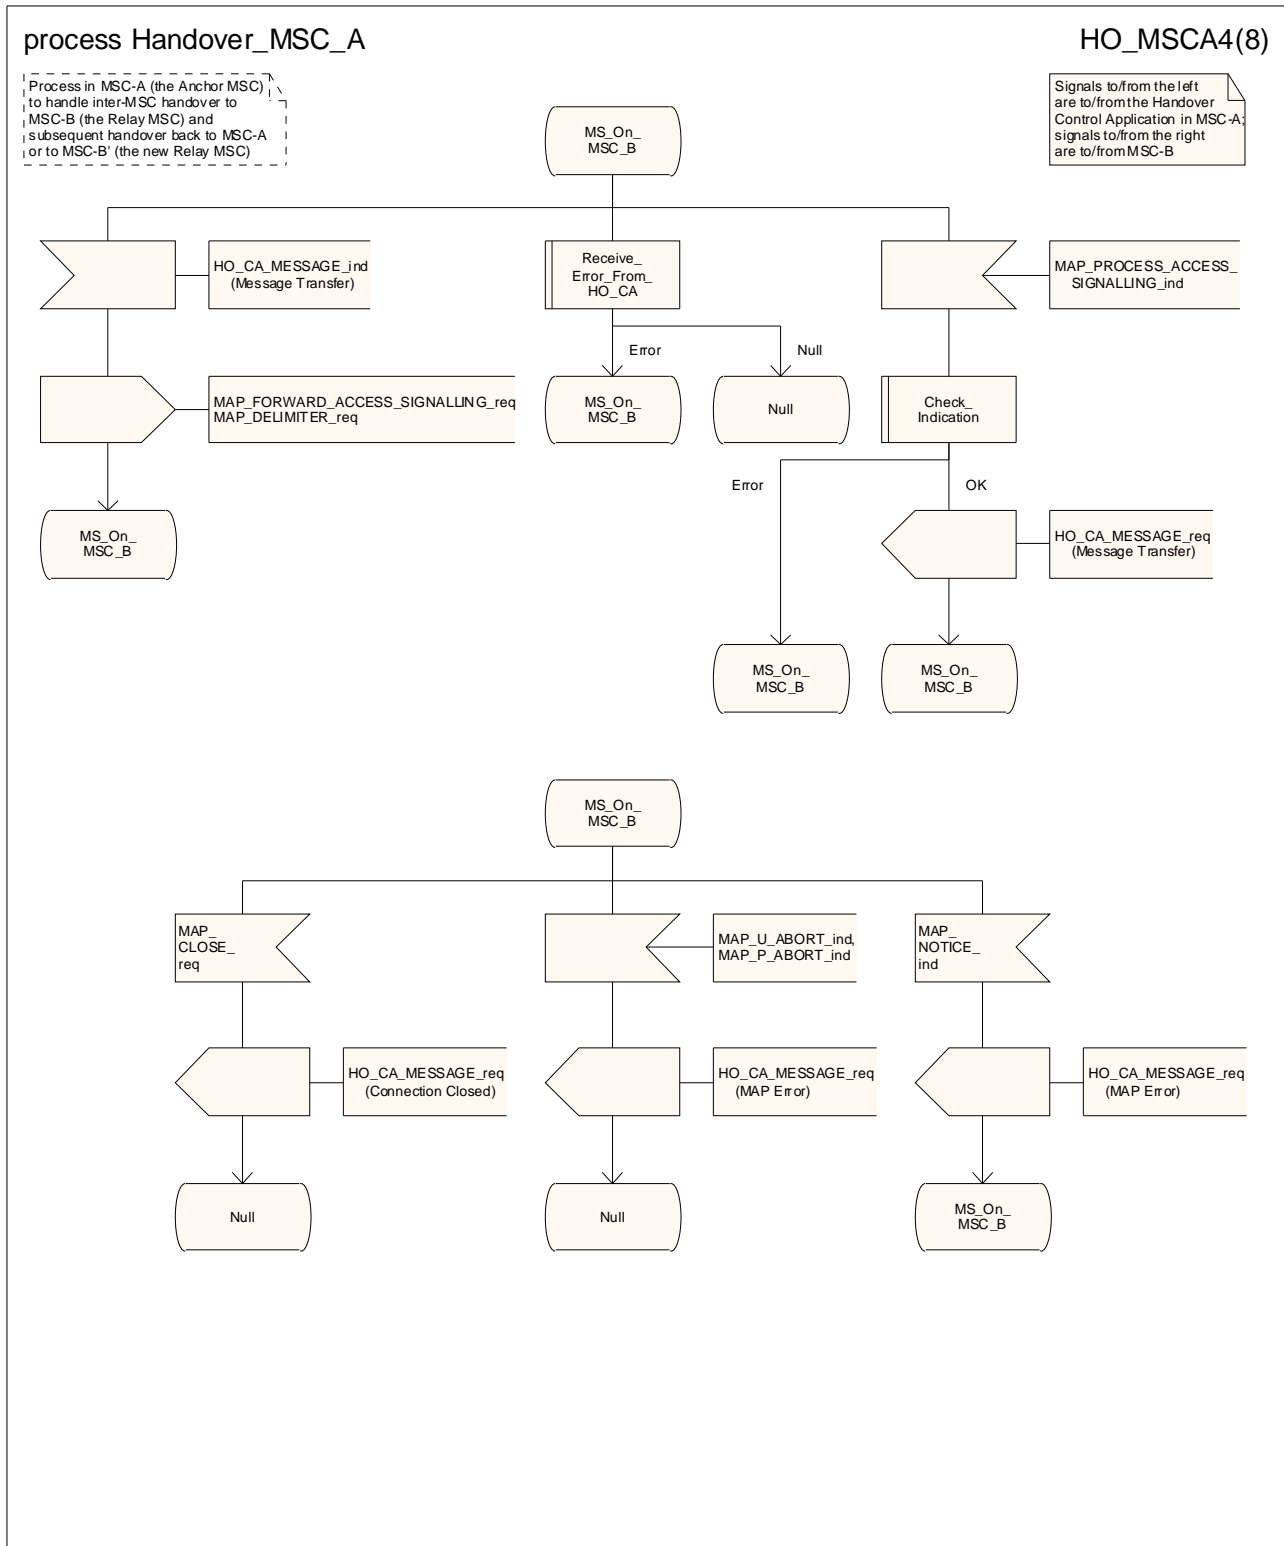 process Handover_MSC_A
HO_MSCA4(8)
Process in MSC-A (the Anchor MSC)
to handle inter-MSC handover to
MSC-B (the Relay MSC) and
subsequent handover back to MSC-A
or to MSC-B' (the new Relay MSC)
Signals to/from the left
are to/from the Handover
Control Application in MSC-A;
signals to/from the right
are to/from MSC-B
MS_On_
MSC_B
HO_CA_MESSAGE_ind
(Message Transfer)
Receive_
Error_From_
HO_CA
MAP_PROCESS_ACCESS_
SIGNALLING_ind
Error
Null
MAP_FORWARD_ACCESS_SIGNALLING_req
MAP_DELIMITER_req
MS_On_
MSC_B
Null
Check_
Indication
Error
OK
MS_On_
MSC_B
HO_CA_MESSAGE_req
(Message Transfer)
MS_On_
MSC_B
MS_On_
MSC_B
MS_On_
MSC_B
MAP_
CLOSE_
req
MAP_U_ABORT_ind,
MAP_P_ABORT_ind
MAP_
NOTICE_
ind
HO_CA_MESSAGE_req
(Connection Closed)
HO_CA_MESSAGE_req
(MAP Error)
HO_CA_MESSAGE_req
(MAP Error)
Null
Null
MS_On_
MSC_B